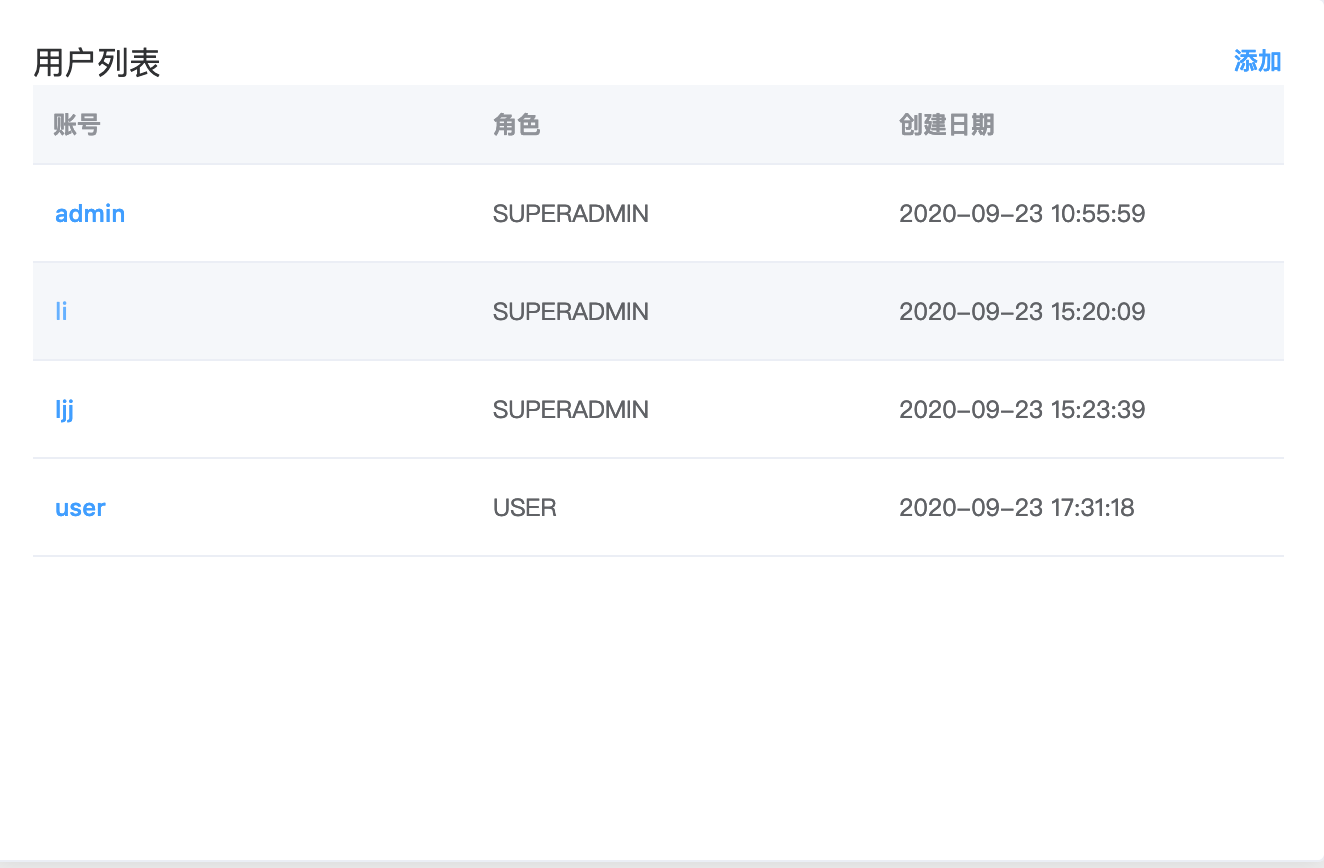 用户列表 添加
账号 角色 创建日期
admin SUPERADMIN 2020-09-23 10:55:59
li SUPERADMIN 2020-09-23 15:20:09
ljj SUPERADMIN 2020-09-23 15:23:39
user USER 2020-09-23 17:31:18